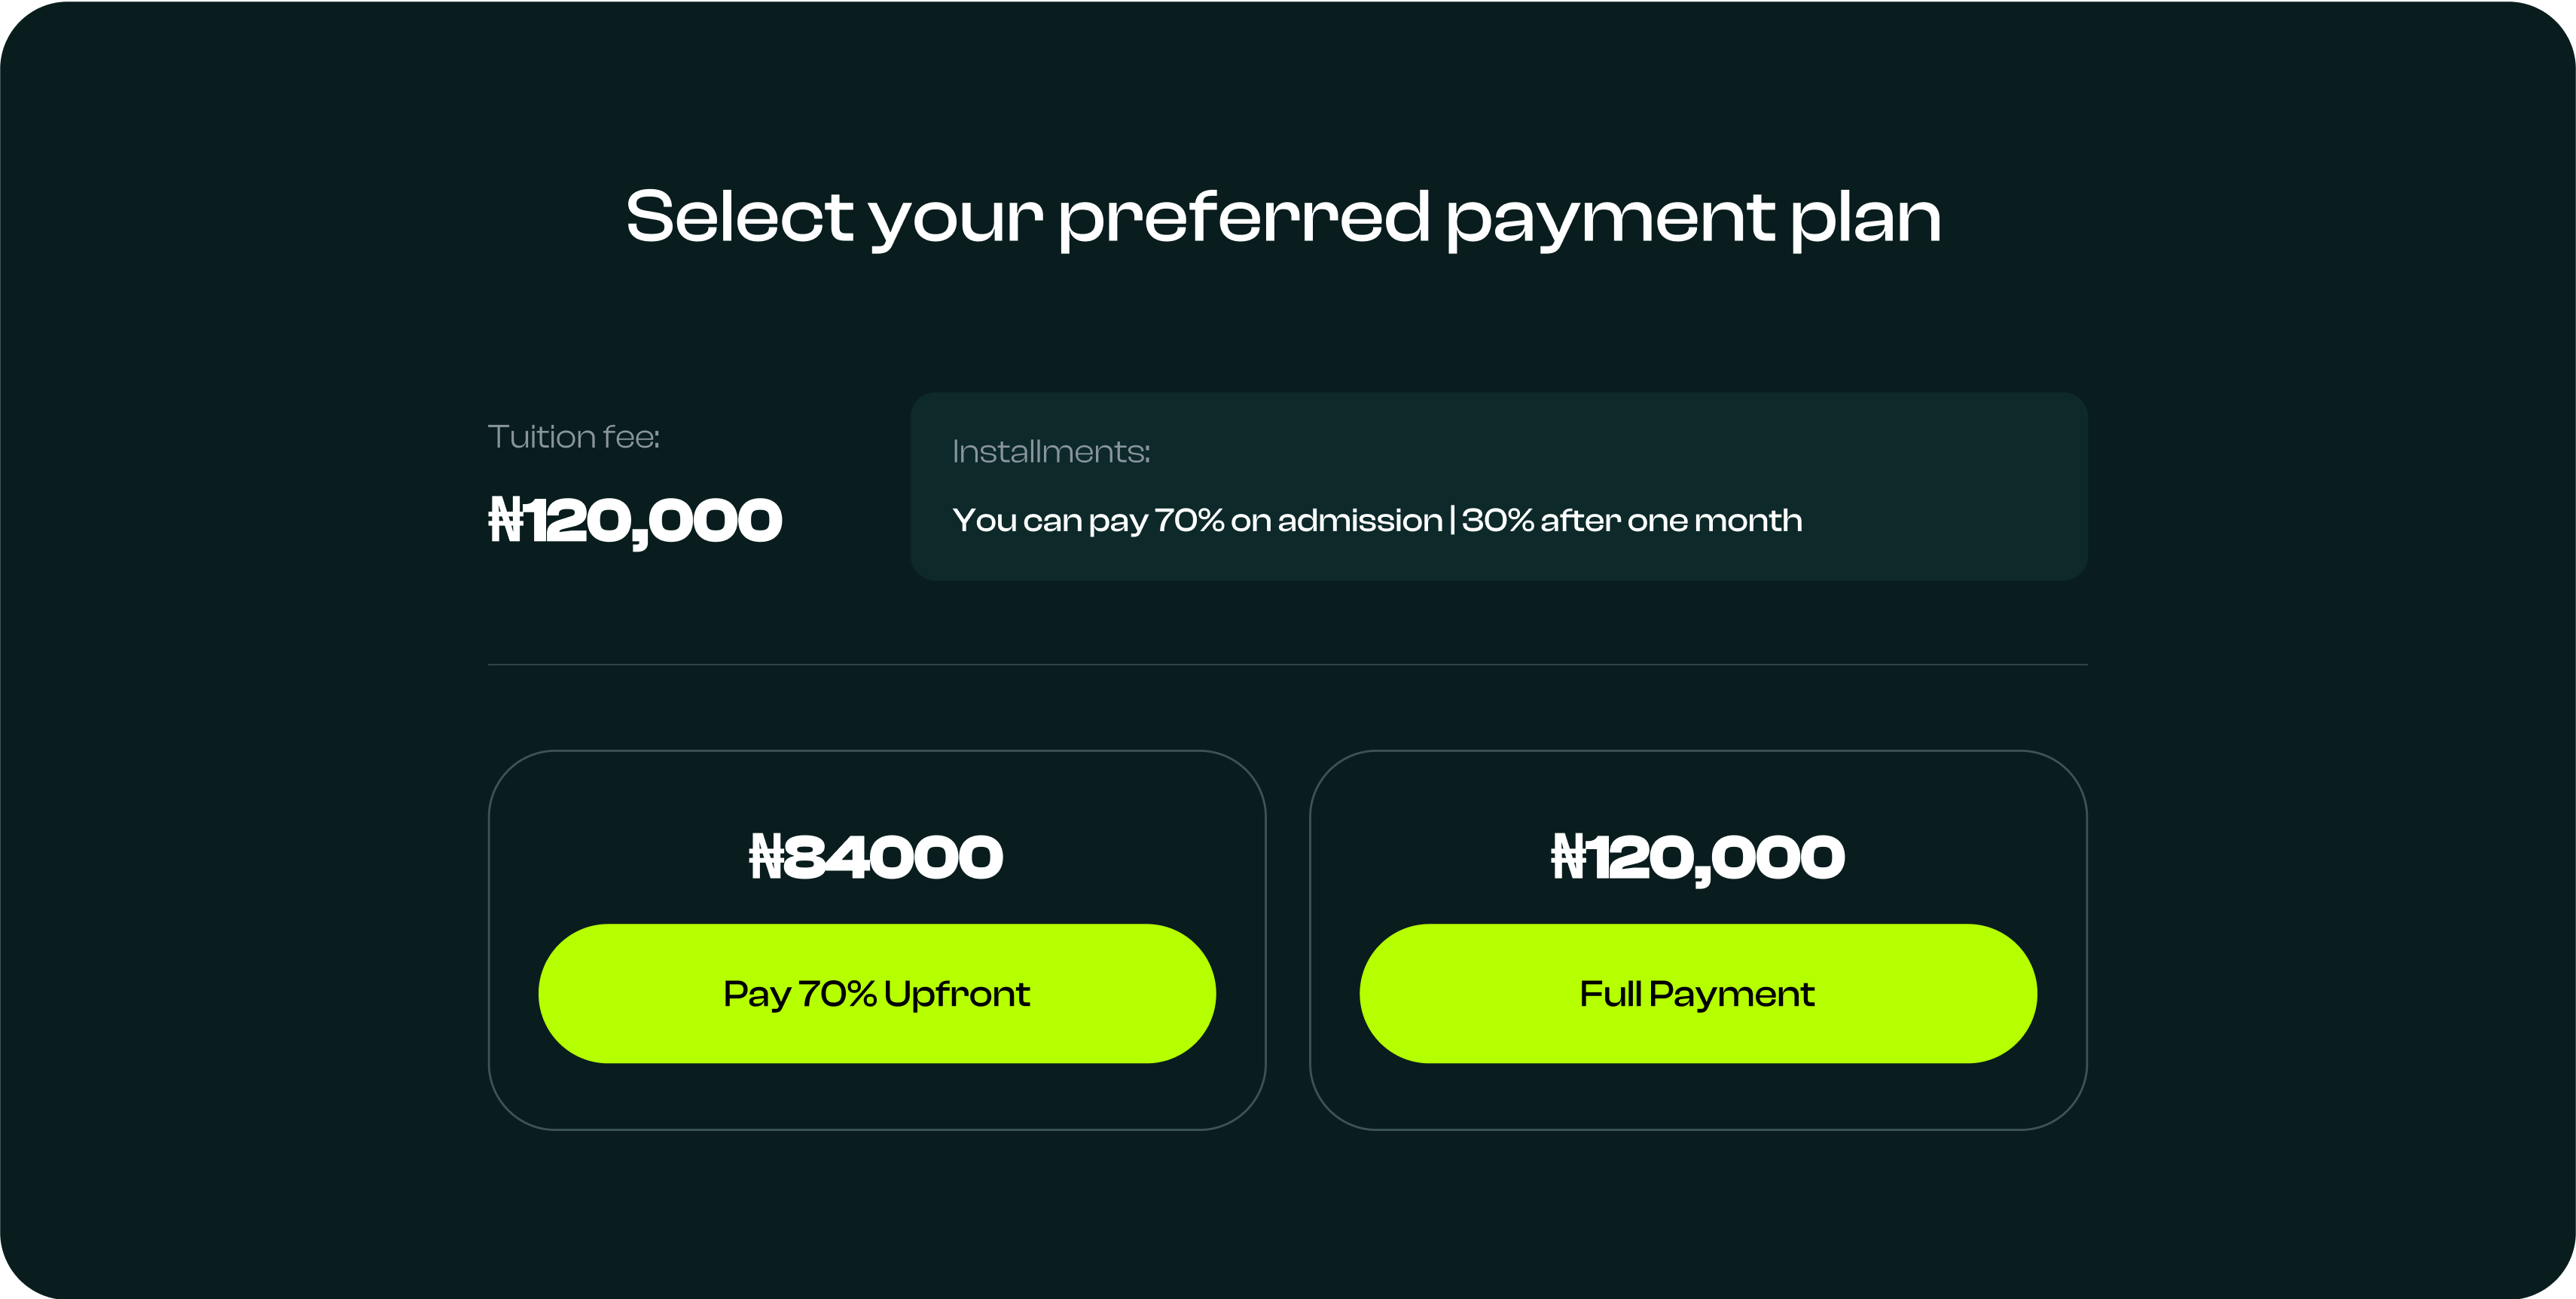 Select your preferred payment plan
Tuition fee:
₦120,000
Installments:
You can pay 70% on admission | 30% after one month
₦84000
Pay 70% Upfront
₦120,000
Full Payment